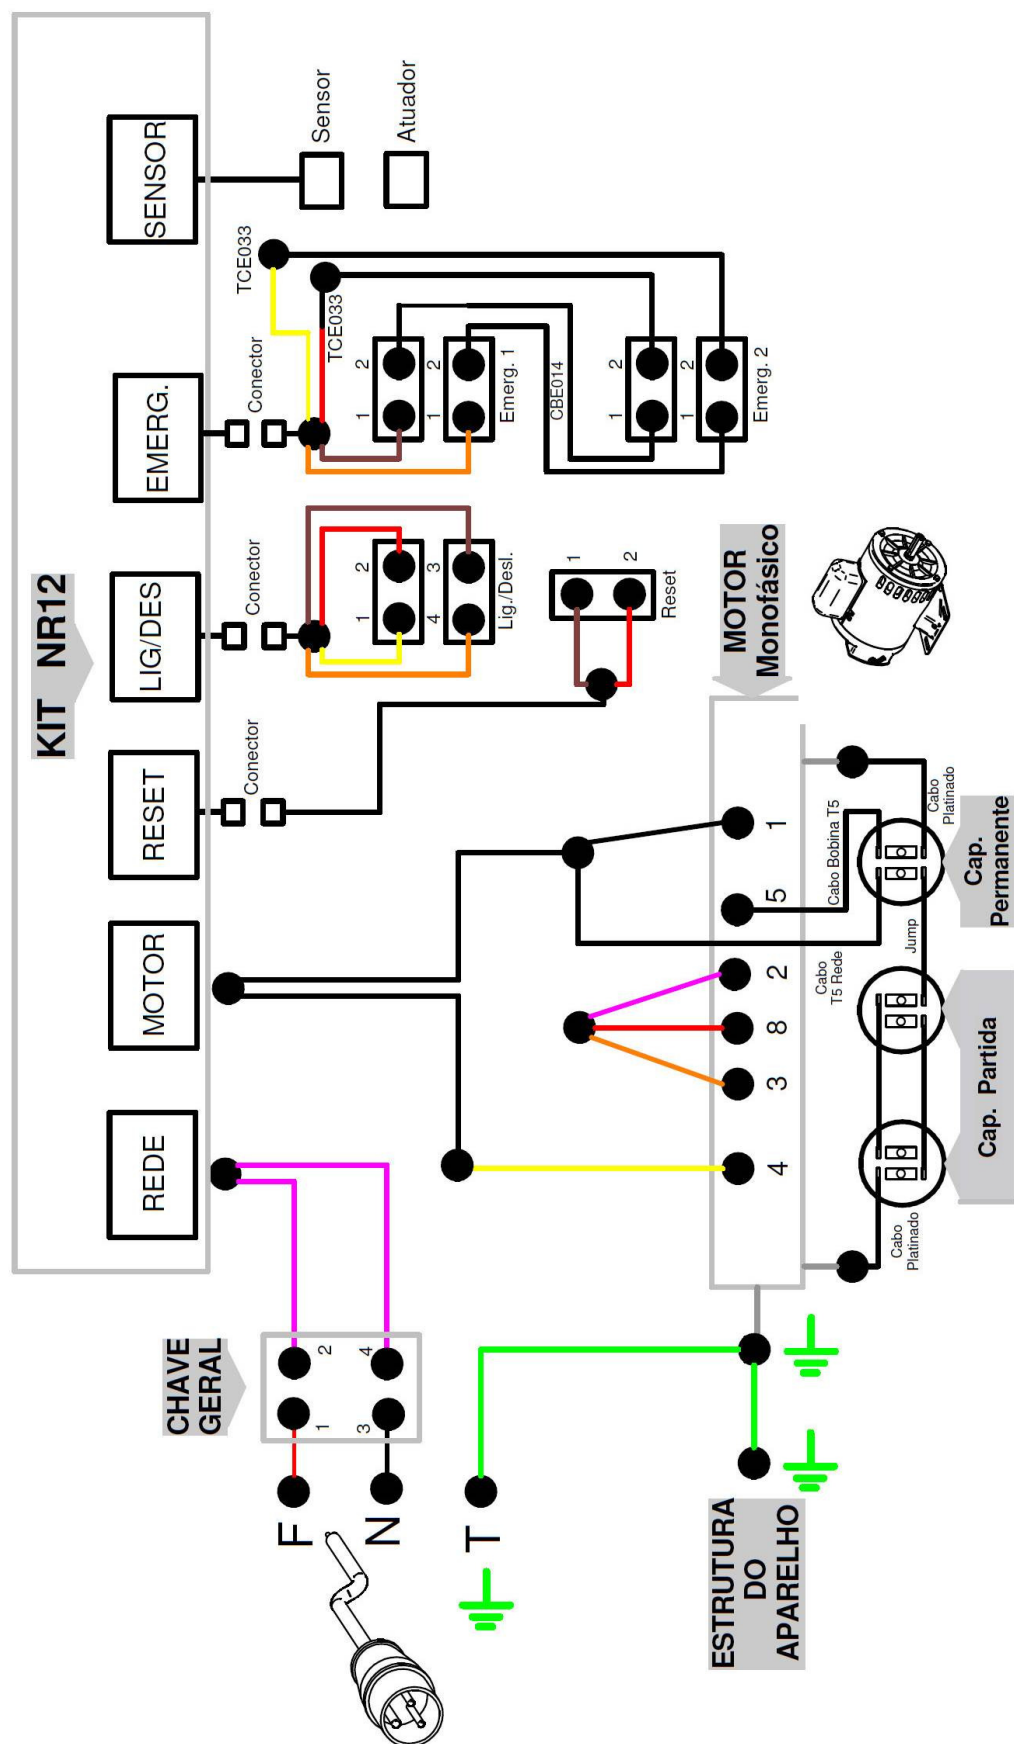 KIT NR12
REDE
MOTOR
RESET
LIG/DES
EMERG.
SENSOR
Conector
Conector
Conector
Sensor
Atuador
TCE033
TCE033
1
2
1
2
Emerg. 1
CBE014
1
2
1
2
Emerg. 2
1
2
4
3
Lig./Desl.
1
2
Reset
CHAVE
GERAL
1
2
3
4
F
N
T
MOTOR
Monofásico
4
3
8
2
5
1
Cabo
T5 Rede
Cabo Bobina T5
Cabo
Platinado
Jump
Cabo
Platinado
Cap. Partida
Cap.
Permanente
ESTRUTURA
DO
APARELHO